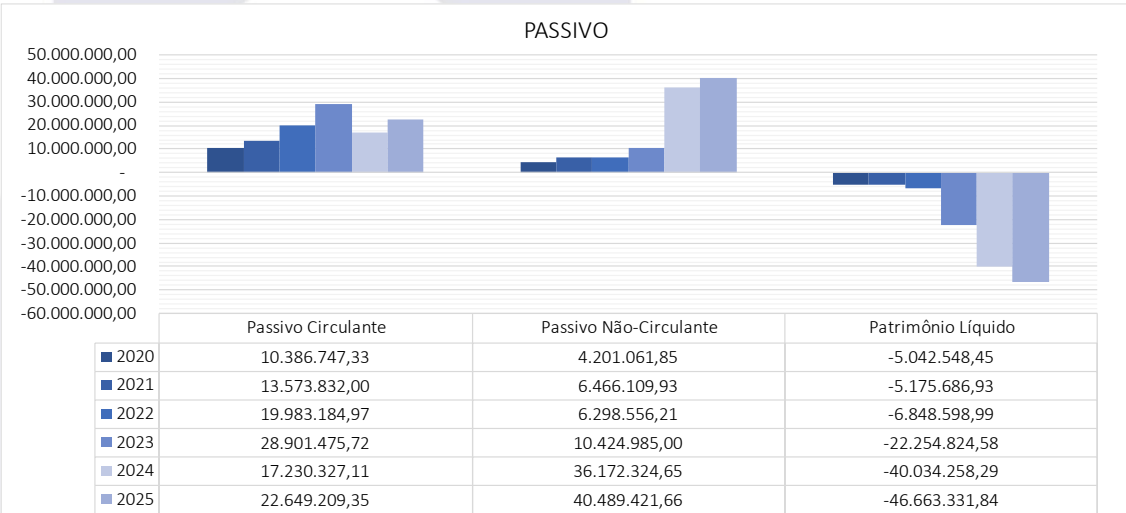 PASSIVO
50.000.000,00
40.000.000,00
30.000.000,00
20.000.000,00
10.000.000,00
-
-10.000.000,00
-20.000.000,00
-30.000.000,00
-40.000.000,00
-50.000.000,00
-60.000.000,00
Passivo Circulante Passivo Não-Circulante Patrimônio Líquido
2020 10.386.747,33 4.201.061,85 -5.042.548,45
2021 13.573.832,00 6.466.109,93 -5.175.686,93
2022 19.983.184,97 6.298.556,21 -6.848.598,99
2023 28.901.475,72 10.424.985,00 -22.254.824,58
2024 17.230.327,11 36.172.324,65 -40.034.258,29
2025 22.649.209,35 40.489.421,66 -46.663.331,84